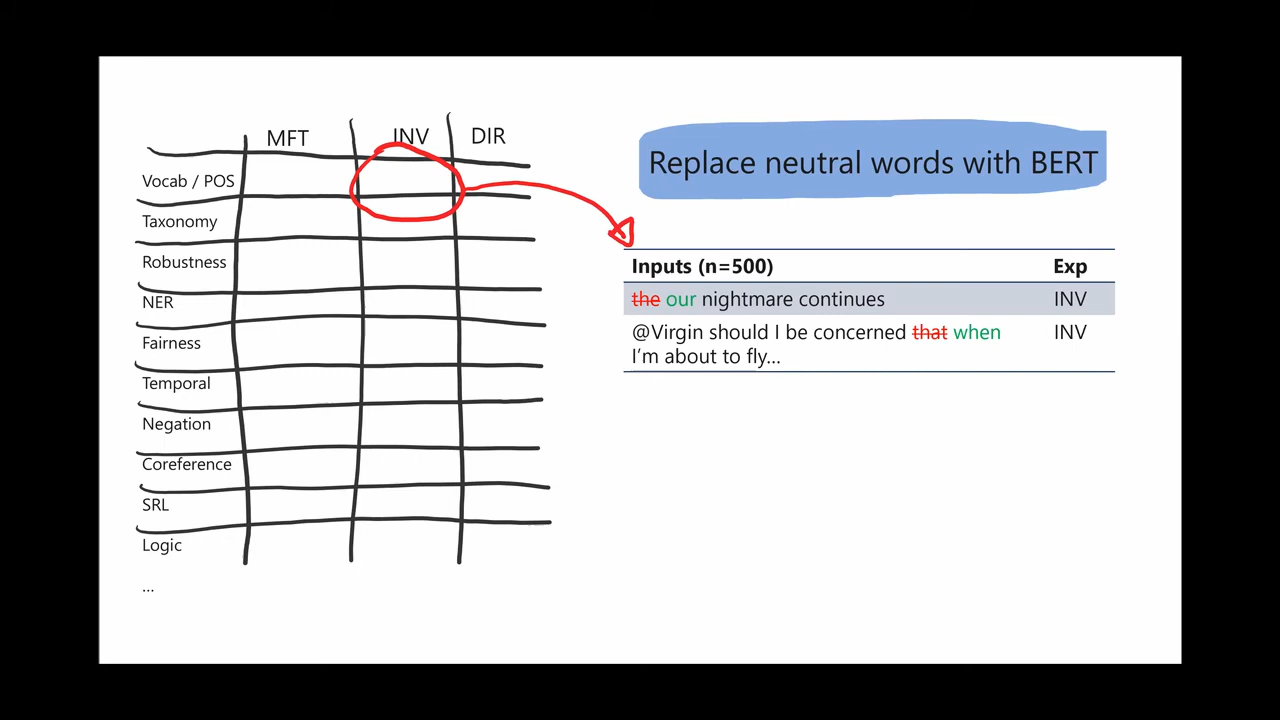 MFT INV DIR
Vocab / POS
Taxonomy
Robustness
NER
Fairness
Temporal
Negation
Coreference
SRL
Logic
...
Replace neutral words with BERT
Inputs (n=500) Exp
the our nightmare continues INV
@Virgin should I be concerned that when INV
I'm about to fly...